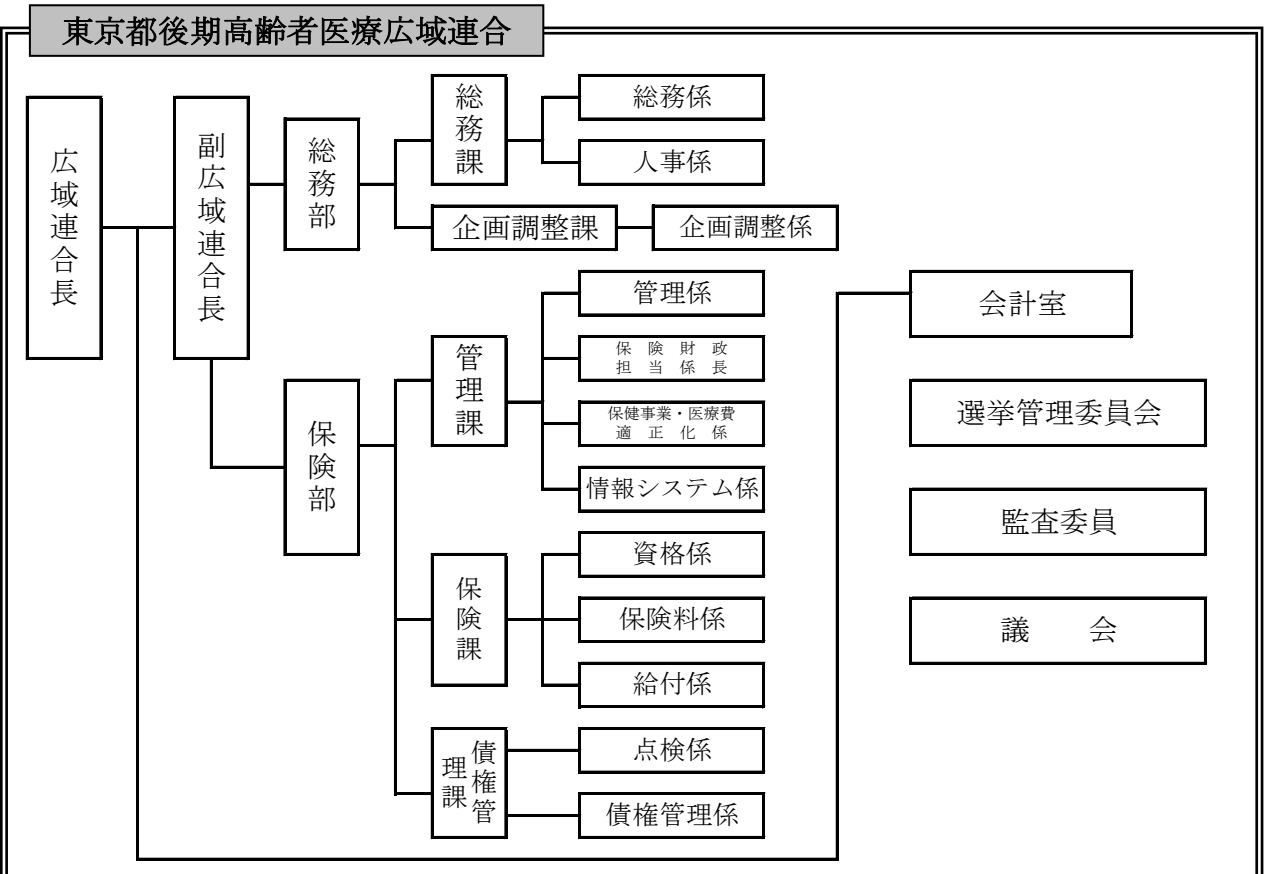 東京都後期高齢者医療広域連合
広域連合長
副広域連合長
総務部
総務課
総務係
人事係
企画調整課
企画調整係
保険部
管理課
管理係
保険財政
担当係長
保健事業・医療費
適正化係
情報システム係
保険課
資格係
保険料係
給付係
債権管
理課
点検係
債権管理係
会計室
選挙管理委員会
監査委員
議　会